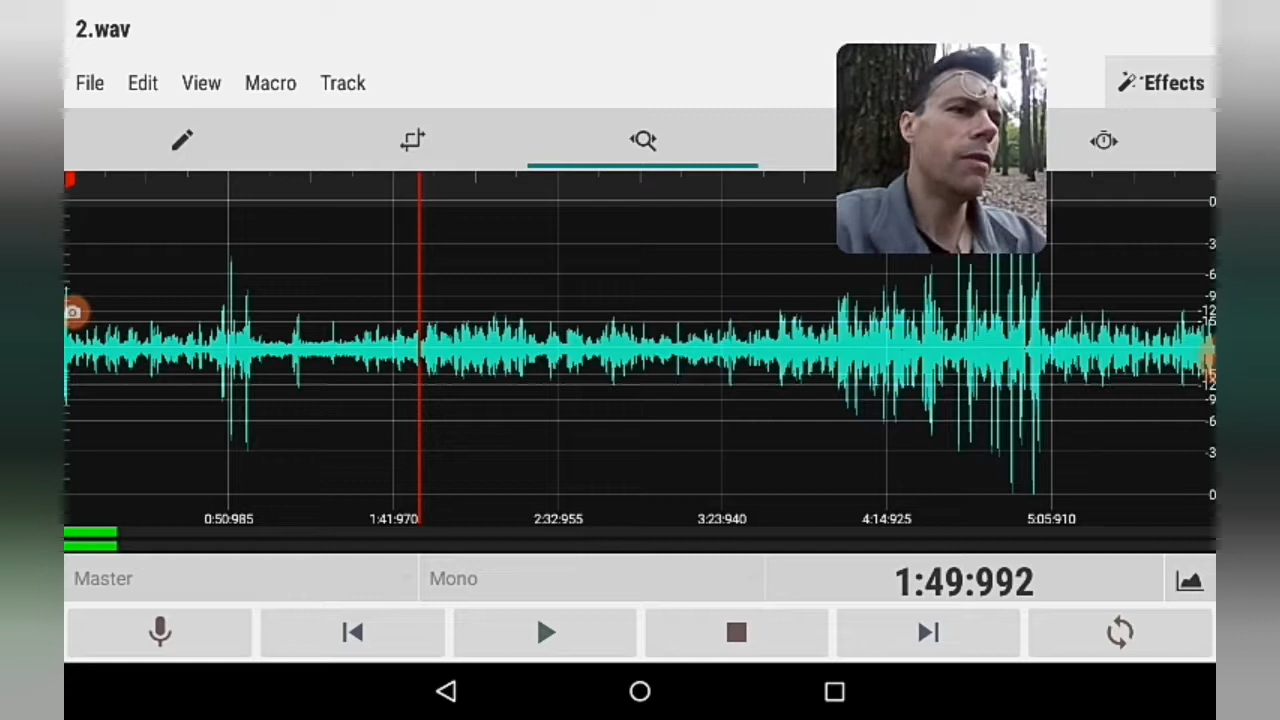 2.wav
File Edit View Macro Track Effects
0
-3
-6
-9
-12
-12
-9
-6
-3
0
0:50:985 1:41:970 2:32:955 3:23:940 4:14:925 5:05:910
Master Mono 1:49:992